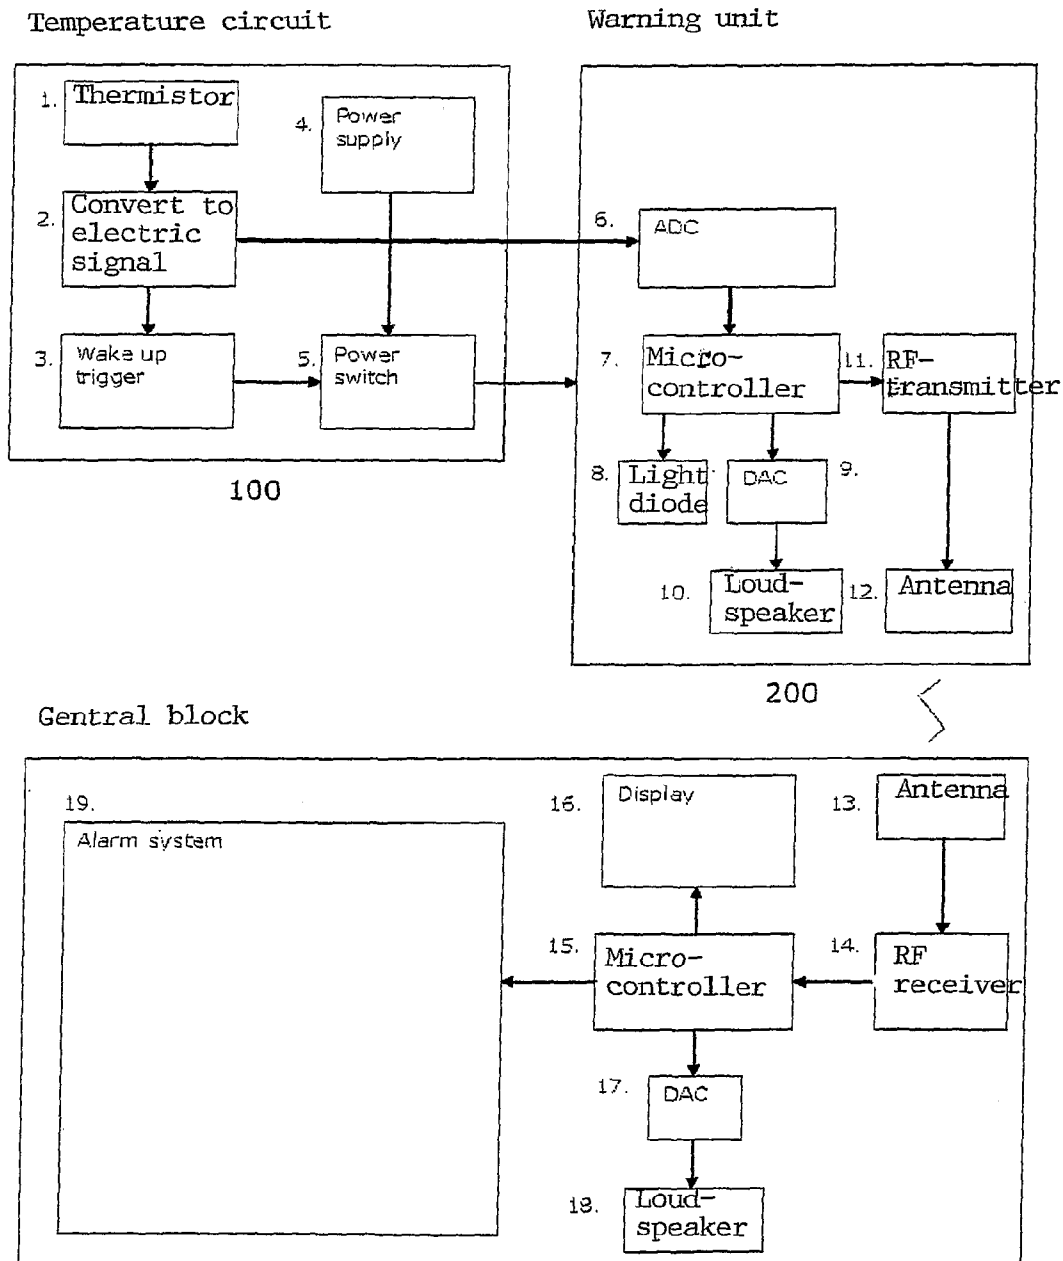 Temperature circuit
Warning unit
1. Thermistor
4. Power
supply
2. Convert to
electric
signal
6. ADC
3. Wake up
trigger
5. Power
switch
7. Micro-
controller
11. RF-
transmitter
8. Light
diode
DAC 9.
10. Loud-
speaker
12. Antenna
100
200
Gentral block
19.
Alarm system
16. Display
13. Antenna
15. Micro-
controller
14. RF
receiver
17. DAC
18. Loud-
speaker